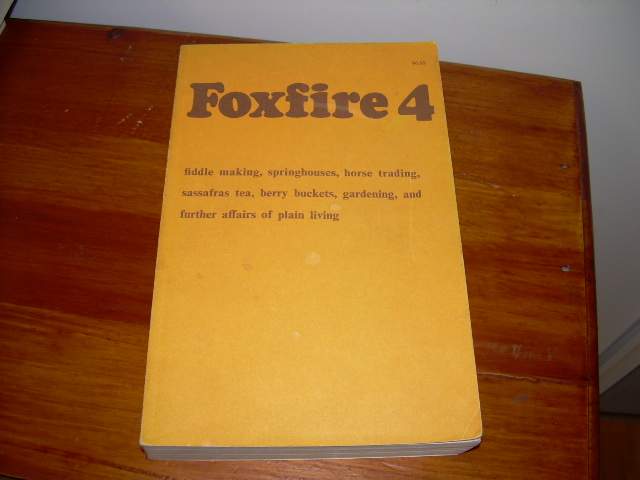 Foxfire 4
fiddle making, springhouses, horse trading,
sassafras tea, berry buckets, gardening, and
further affairs of plain living